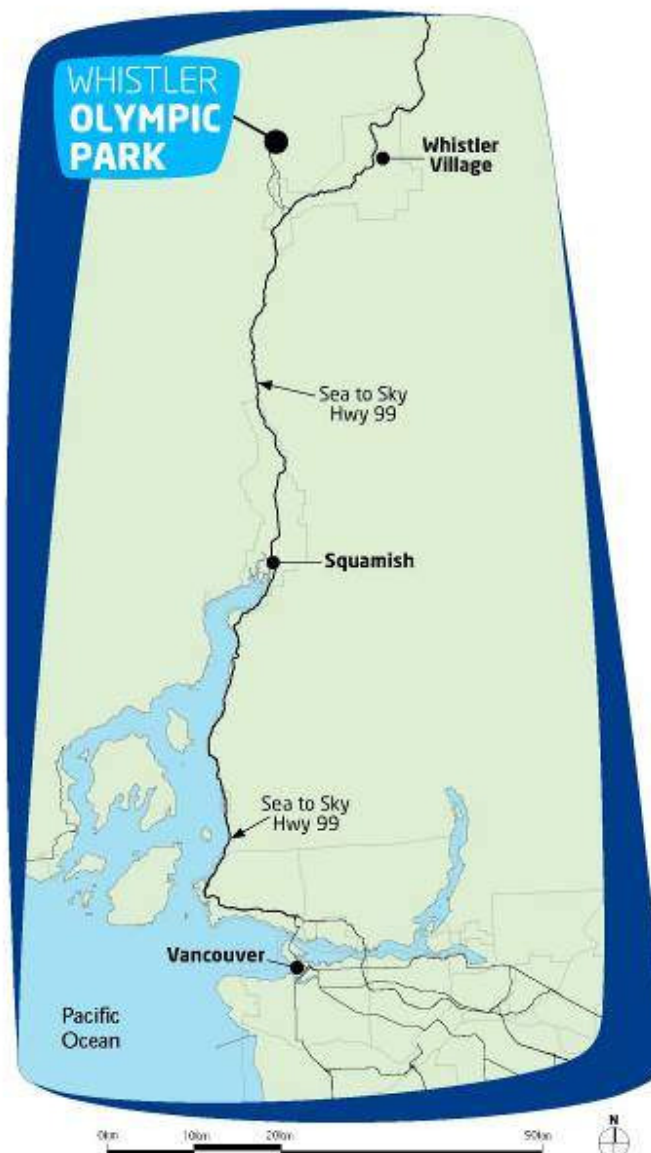 WHISTLER
OLYMPIC
PARK
Whistler
Village
Sea to Sky
Hwy 99
Squamish
Sea to Sky
Hwy 99
Vancouver
Pacific
Ocean
0km 10km 20km 50km
N